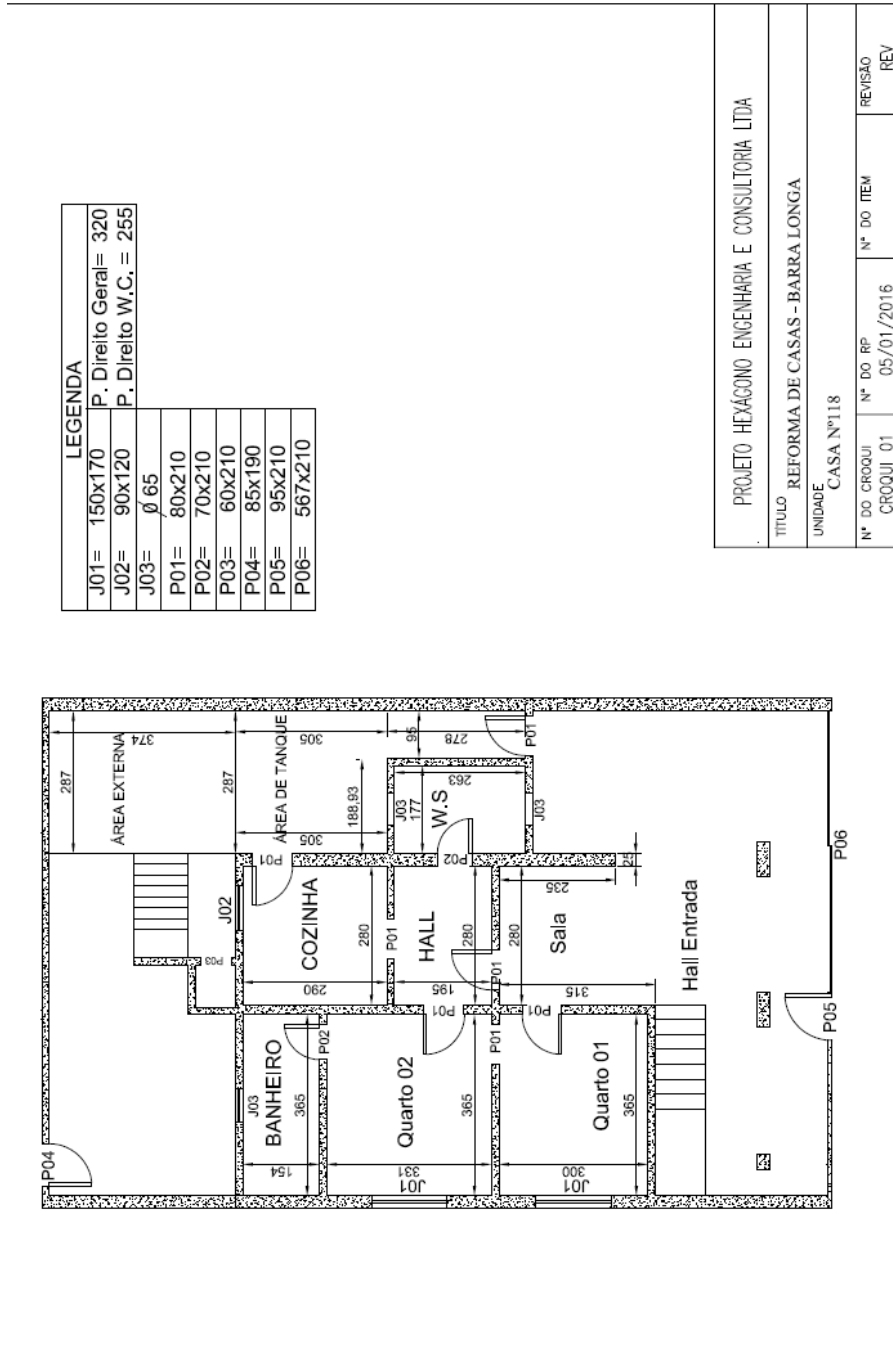 LEGENDA
J01= 150x170 P. Direito Geral= 320
J02= 90x120 P. Direito W.C. = 255
J03= Ø 65
P01= 80x210
P02= 70x210
P03= 60x210
P04= 85x190
P05= 95x210
P06= 567x210
PROJETO HEXÁGONO ENGENHARIA E CONSULTORIA LTDA
TÍTULO
REFORMA DE CASAS - BARRA LONGA
UNIDADE
CASA Nº118
Nº DO CROQUI
CROQUI 01
Nº DO RP
05/01/2016
Nº DO ITEM
REVISÃO
REV
P04
287
374
ÁREA EXTERNA
287
305
ÁREA DE TANQUE
305
188,93
95
278
P01
J02
P03
P01
COZINHA
290
280
P01
J03
BANHEIRO
154
365
P02
J03
177
W.S
263
J03
P02
HALL
195
280
P01
P01
Quarto 02
331
365
J01
P01
280
Sala
235
315
25
P01
Quarto 01
300
365
J01
Hall Entrada
P05
P06